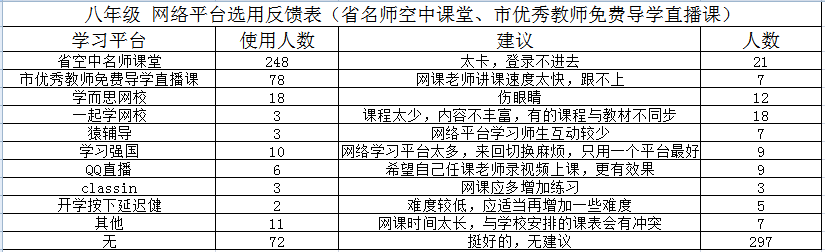 八年级 网络平台选用反馈表（省名师空中课堂、市优秀教师免费导学直播课）
学习平台 使用人数 建议 人数
省空中名师课堂 248 太卡，登录不进去 21
市优秀教师免费导学直播课 78 网课老师讲课速度太快，跟不上 7
学而思网校 18 伤眼睛 12
一起学网校 3 课程太少，内容不丰富，有的课程与教材不同步 18
猿辅导 3 网络平台学习师生互动较少 7
学习强国 10 网络学习平台太多，来回切换麻烦，只用一个平台最好 9
QQ直播 6 希望自己任课老师录视频上课，更有效果 9
classin 3 网课应多增加练习 3
开学按下延迟健 2 难度较低，应适当再增加一些难度 5
其他 11 网课时间太长，与学校安排的课表会有冲突 7
无 72 挺好的，无建议 297